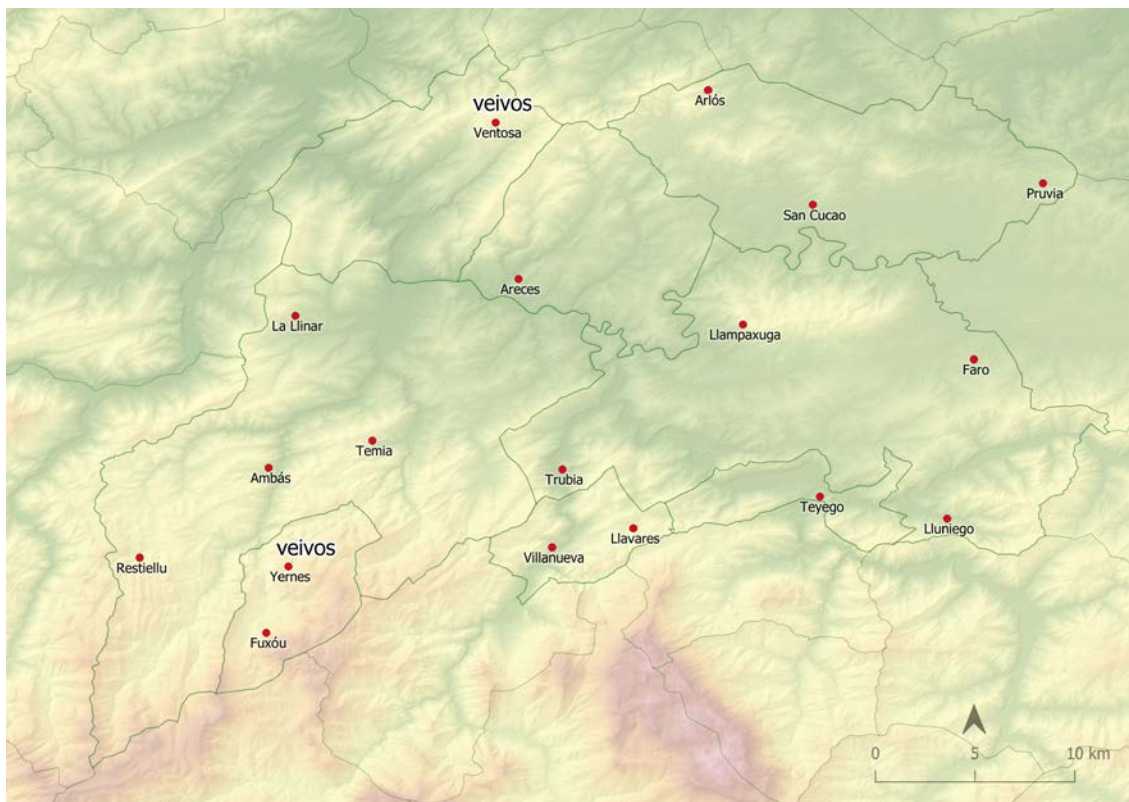 veivos
Arlós
Ventosa
Pruvia
San Cucao
Areces
La Llinar
Llampaxuga
Faro
Temia
Ambás
Trubia
Teyego
Lluniego
Llavares
veivos
Villanueva
Restiellu
Yernes
Fuxóu
0 5 10 km